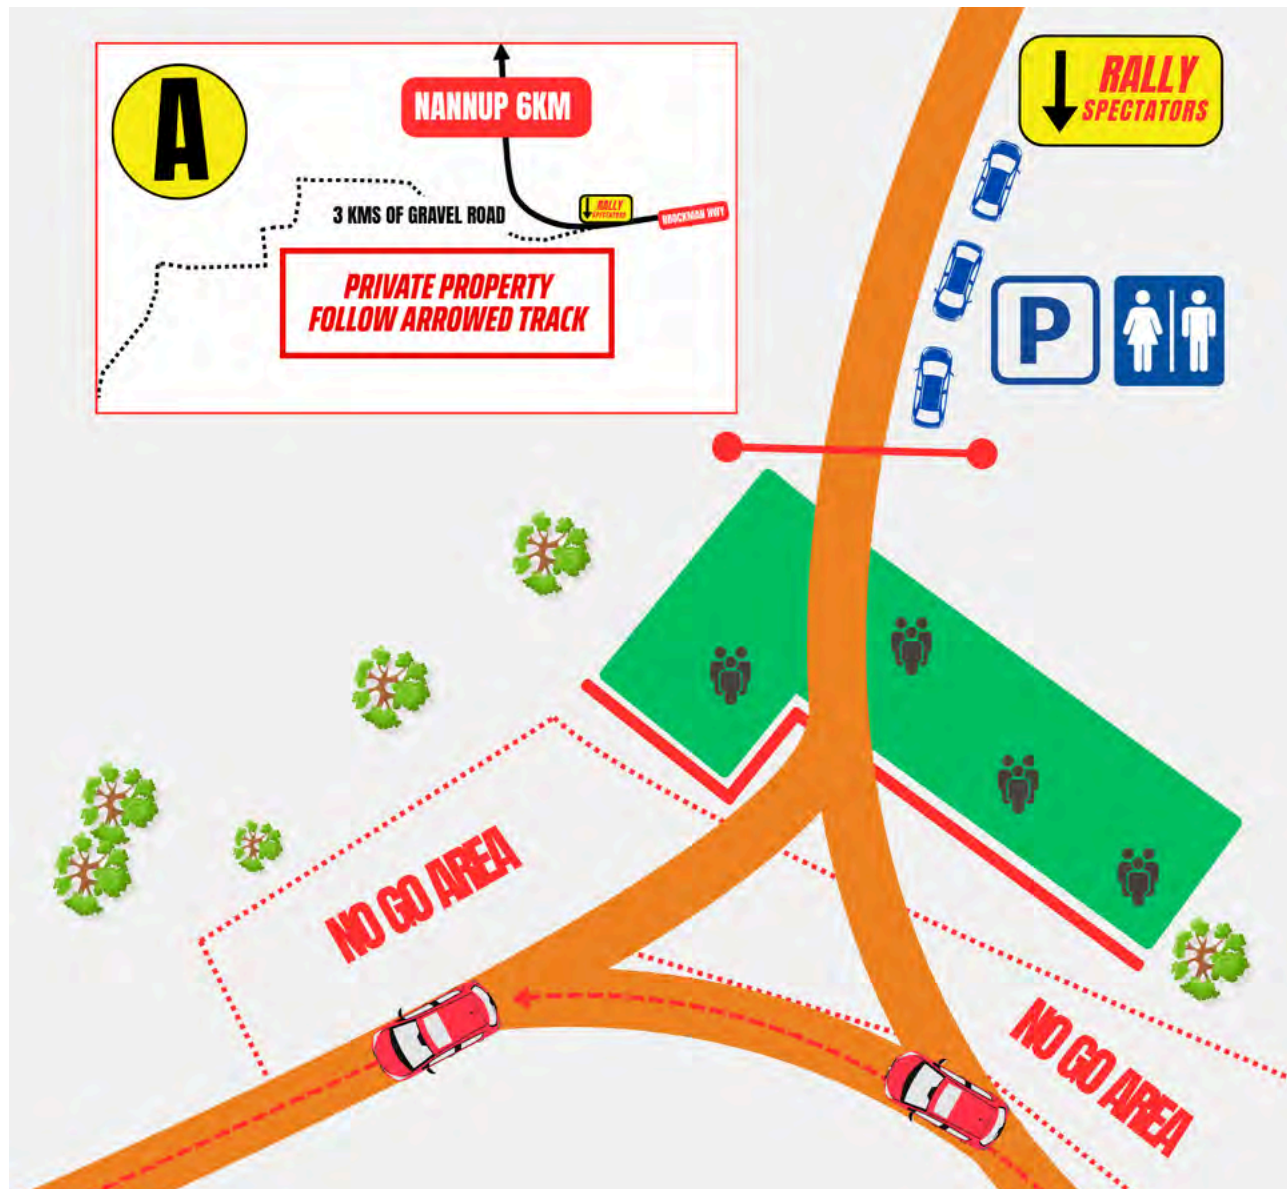 A
NANNUP 6KM
3 KMS OF GRAVEL ROAD
RALLY
SPECTATORS
BROCKMAN HWY
PRIVATE PROPERTY
FOLLOW ARROWED TRACK
RALLY
SPECTATORS
P
NO GO AREA
NO GO AREA